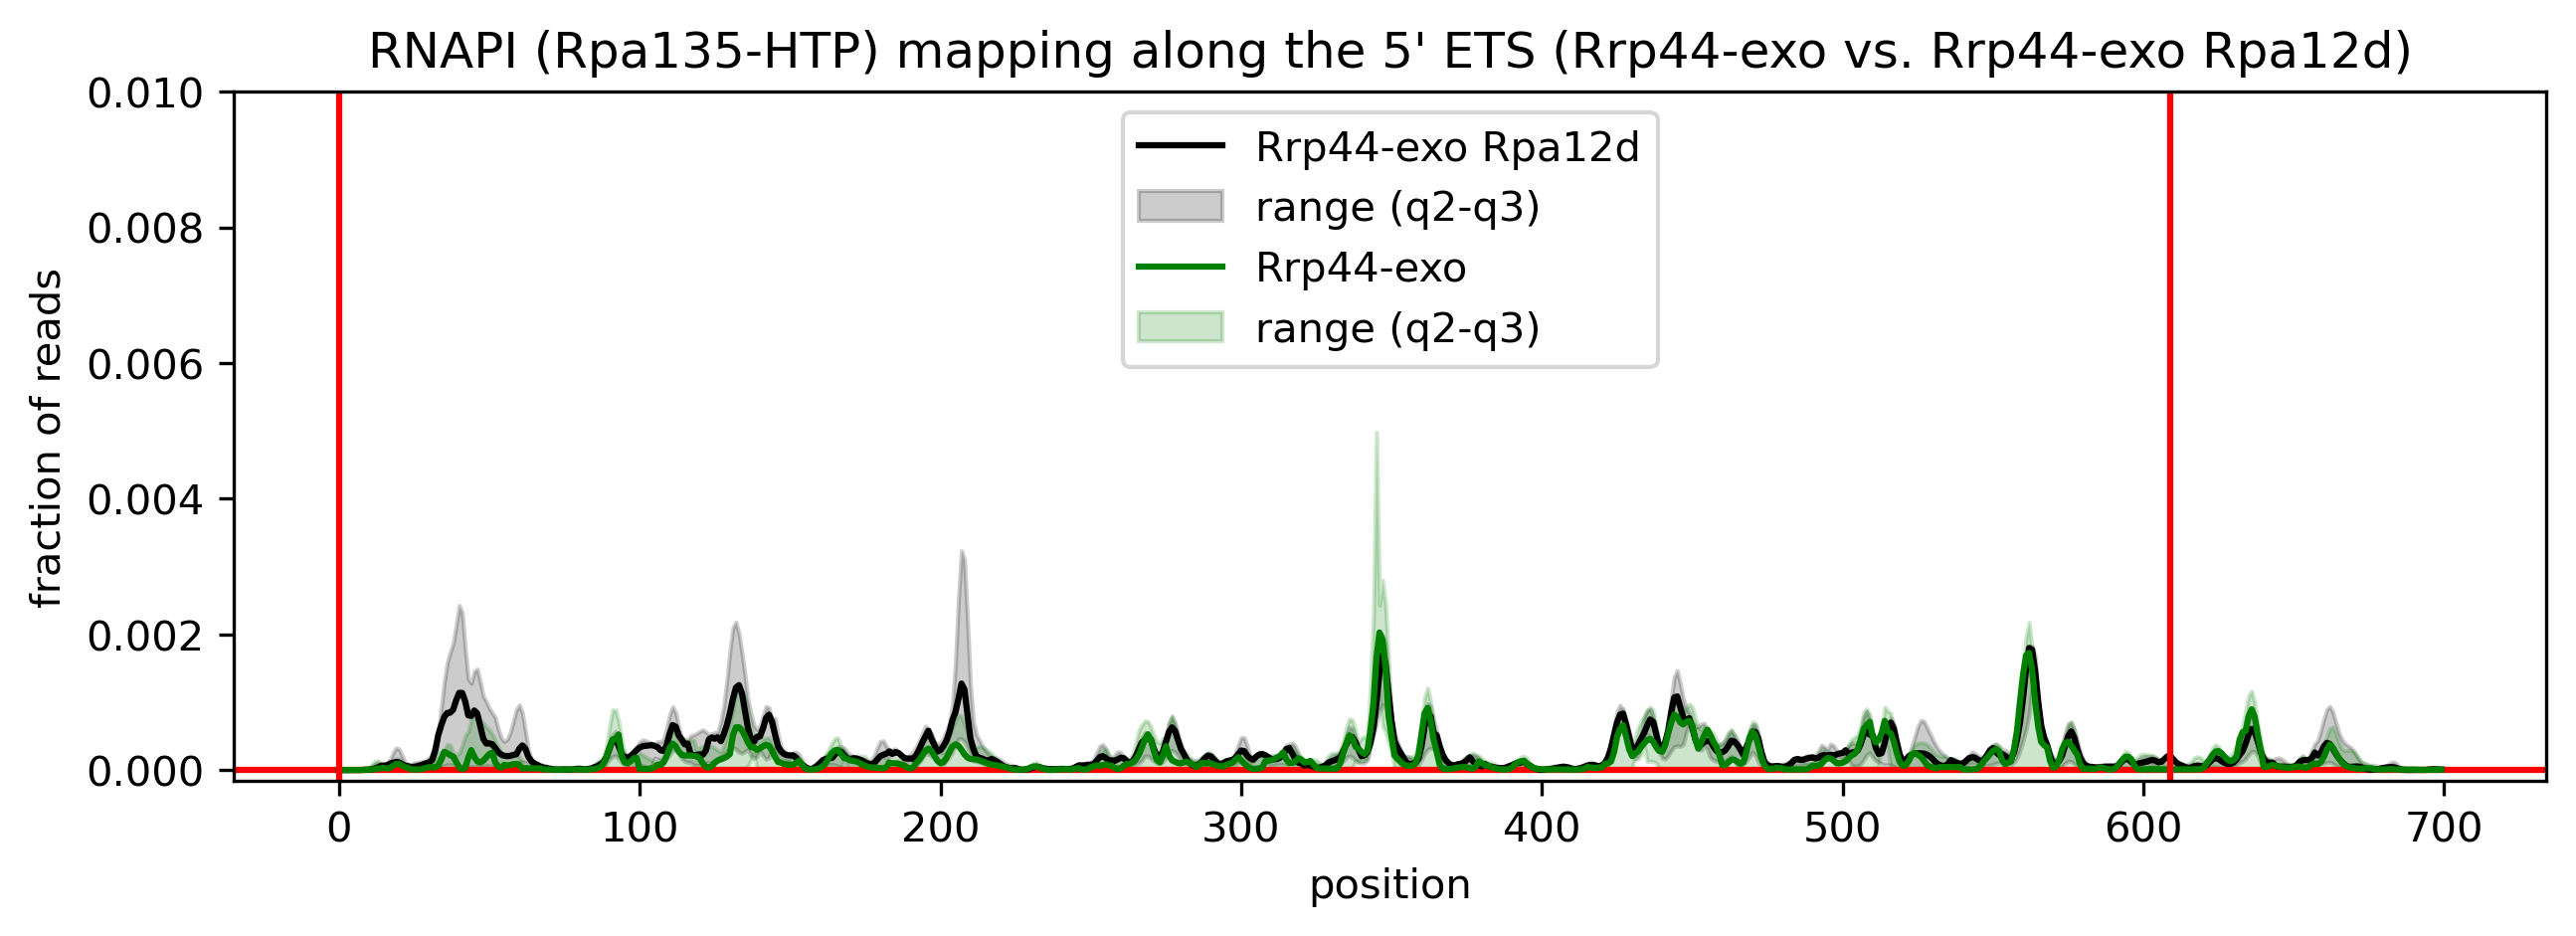 RNAPI (Rpa135-HTP) mapping along the 5' ETS (Rrp44-exo vs. Rrp44-exo Rpa12d)
0.010
0.008
0.006
0.004
0.002
0.000
fraction of reads
Rrp44-exo Rpa12d
range (q2-q3)
Rrp44-exo
range (q2-q3)
0 100 200 300 400 500 600 700
position